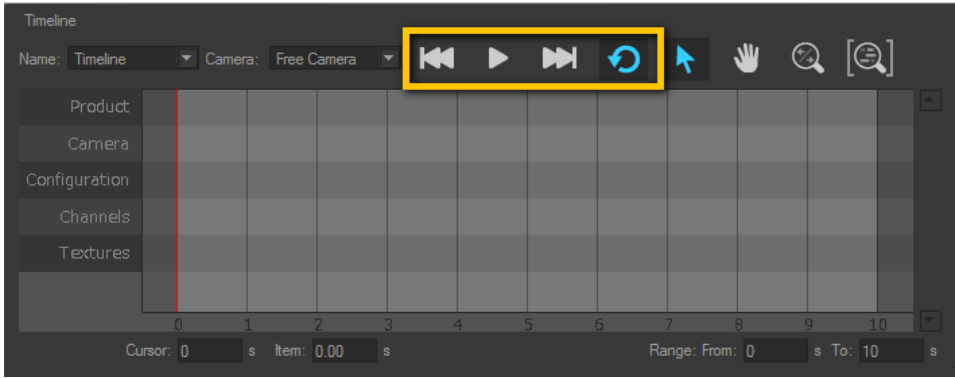 Timeline
Name: Timeline Camera: Free Camera
Product
Camera
Configuration
Channels
Textures
0 1 2 3 4 5 6 7 8 9 10
Cursor: 0 s Item: 0.00 s Range: From: 0 s To: 10 s